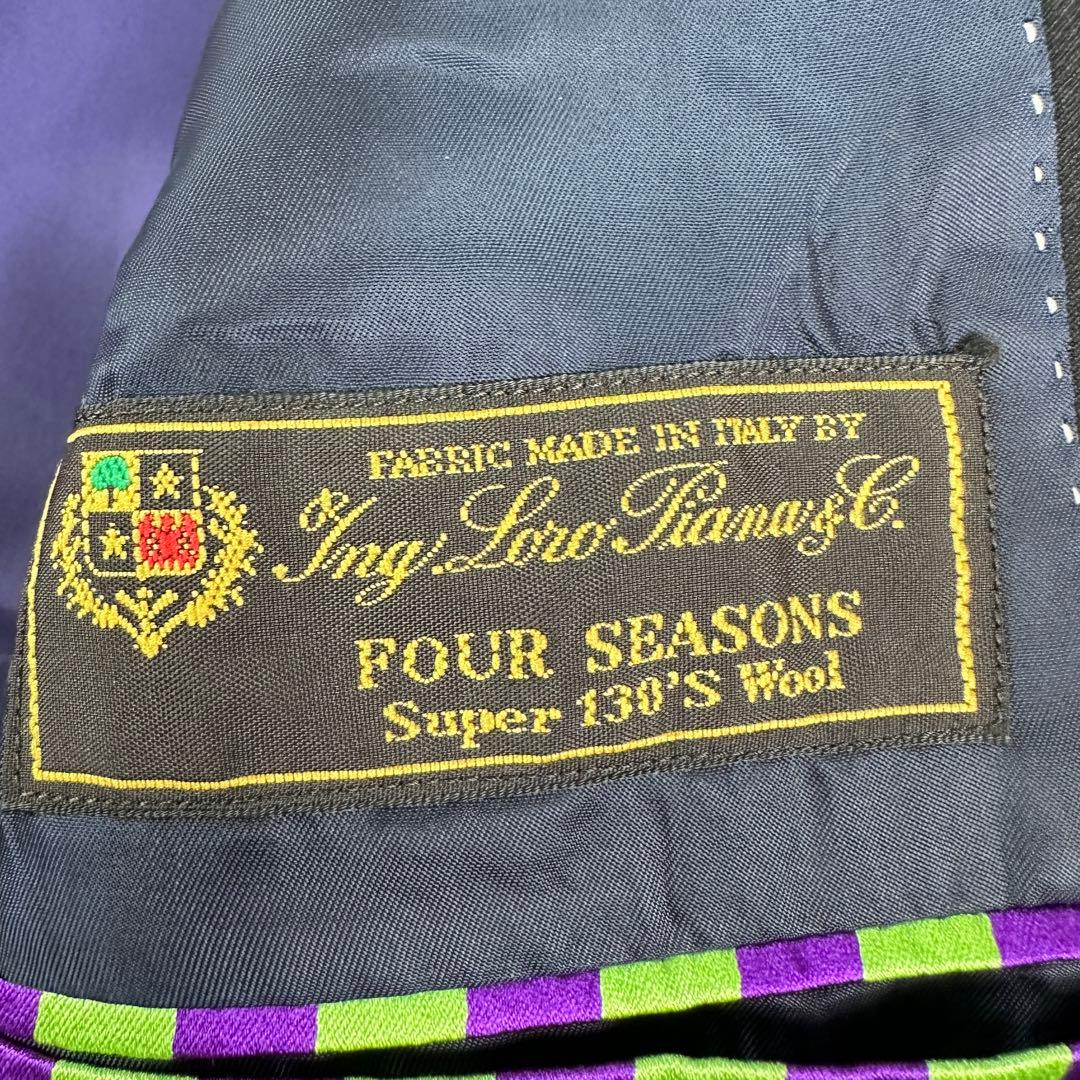 FABRIC MADE IN ITALY BY
Ing. Loro Piana & C.
FOUR SEASONS
Super 130'S Wool